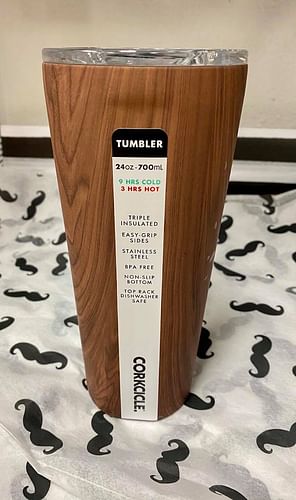 TUMBLER
24oz - 700mL
9 HRS COLD
3 HRS HOT
TRIPLE
INSULATED
EASY-GRIP
SIDES
STAINLESS
STEEL
BPA FREE
NON-SLIP
BOTTOM
TOP RACK
DISHWASHER
SAFE
CORKCICLE.